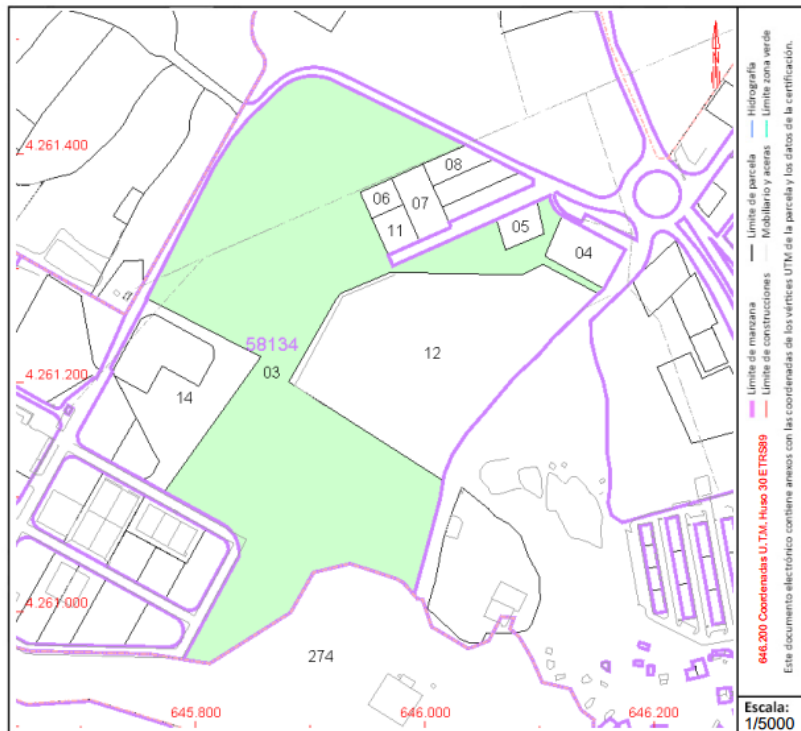 4.261.400
08
06
07
11
05
04
58134
03
12
4.261.200
14
4.261.000
274
645.800
646.000
646.200
Límite de manzana
Límite de parcela
Hidrografía
Límite de construcciones
Mobiliario y aceras
Límite zona verde
646.200 Coordenadas U.T.M. Huso 30 ETRS89
Este documento electrónico contiene anexos con las coordenadas de los vértices UTM de la parcela y los datos de la certificación.
Escala:
1/5000